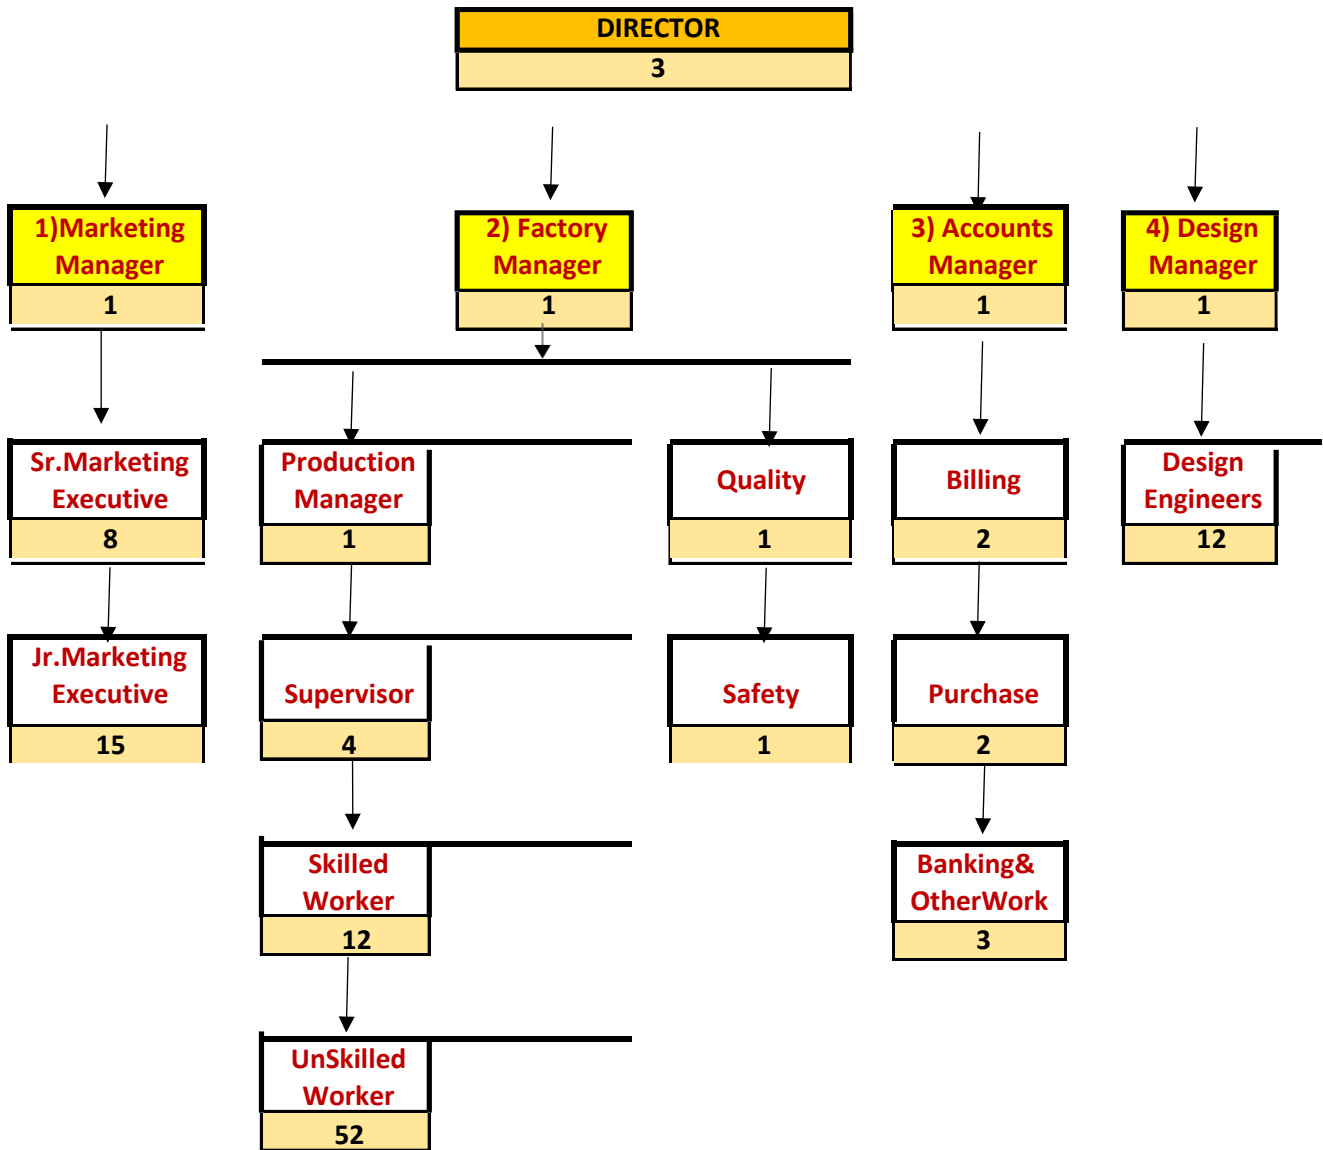 DIRECTOR
3
1)Marketing
Manager
1
2) Factory
Manager
1
3) Accounts
Manager
1
4) Design
Manager
1
Sr.Marketing
Executive
8
Production
Manager
1
Quality
1
Billing
2
Design
Engineers
12
Jr.Marketing
Executive
15
Supervisor
4
Safety
1
Purchase
2
Skilled
Worker
12
Banking&
OtherWork
3
UnSkilled
Worker
52